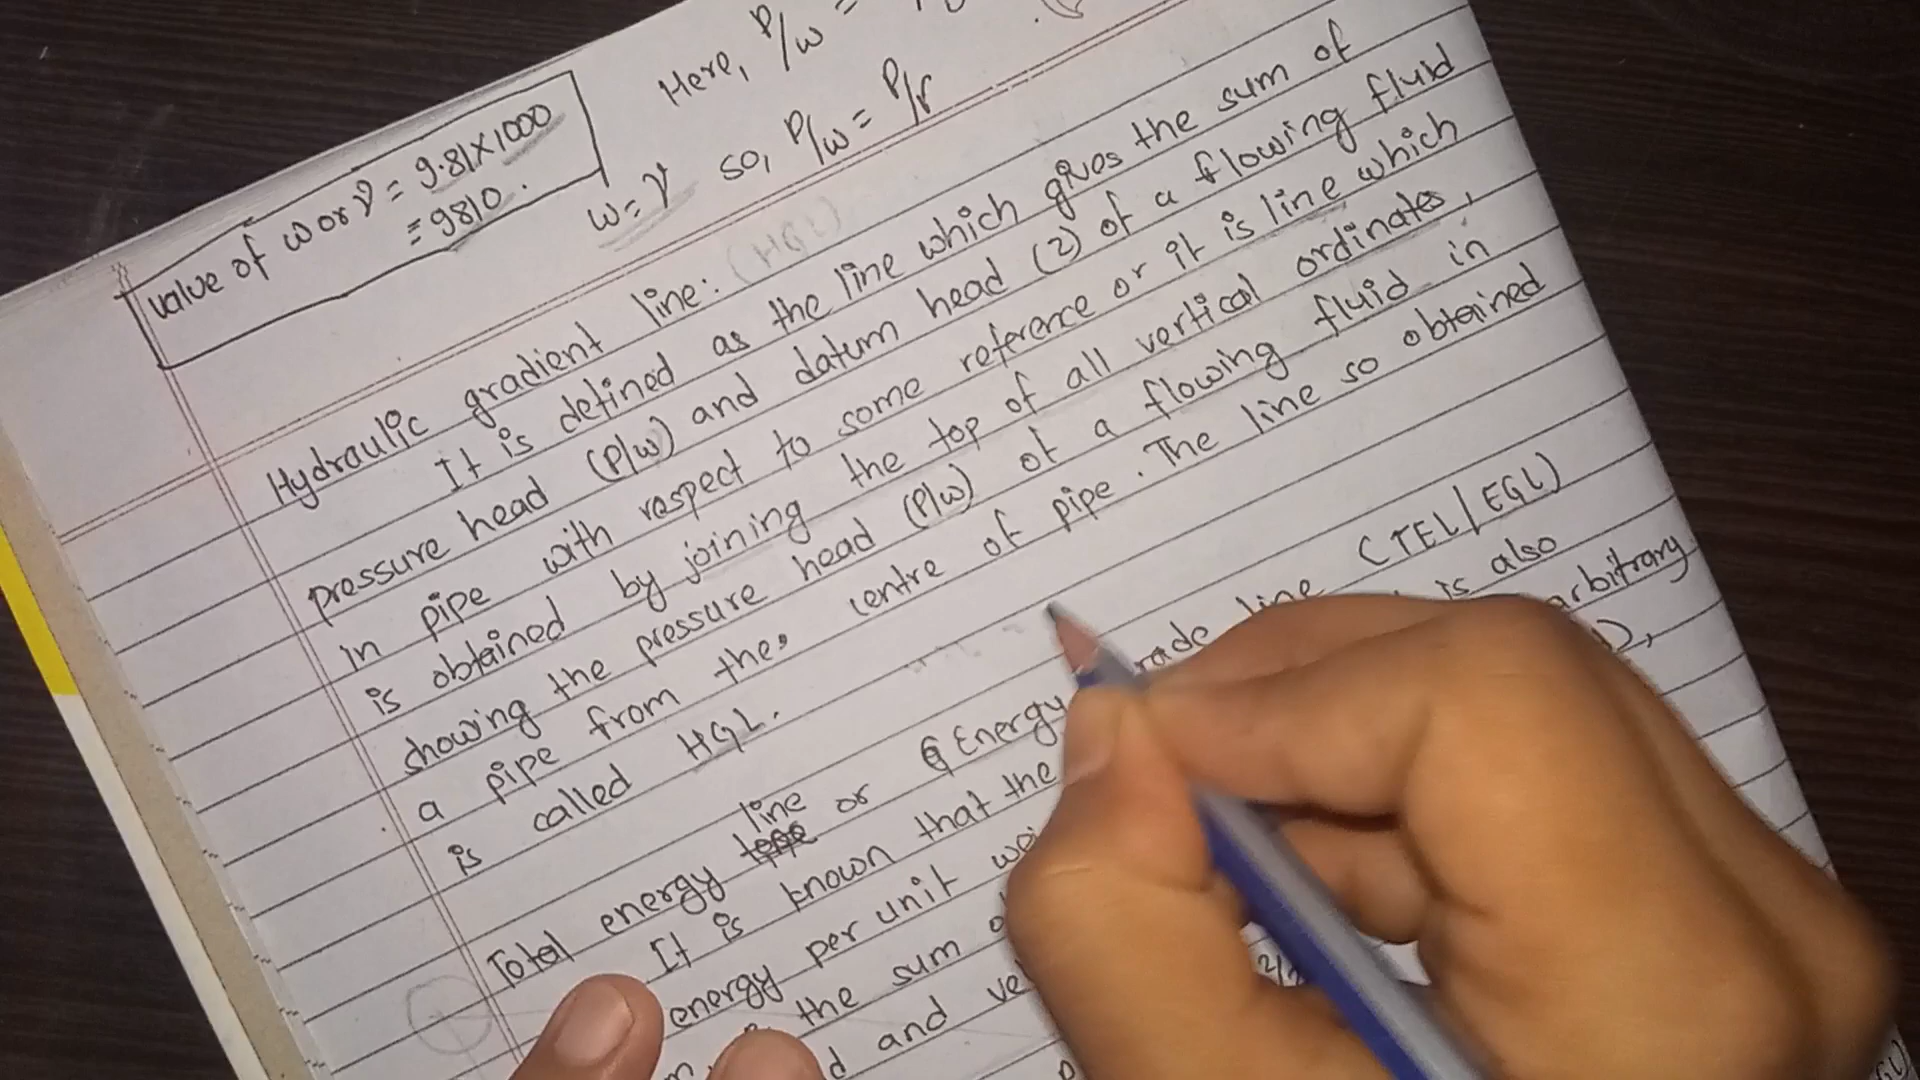 Here, P/w =
value of w or γ = 9.81×1000
= 9810.
w = γ so, P/w = P/r
Hydraulic gradient line: (HGL)
It is defined as the line which gives the sum of
pressure head (P/w) and datum head (z) of a flowing fluid
in pipe with respect to some reference or it is line which
is obtained by joining the top of all vertical ordinates,
showing the pressure head (P/w) of a flowing fluid in
a pipe from the centre of pipe. The line so obtained
is called HGL.
Total energy line or Energy rade line (TEL/EGL)
It is known that the is also
energy per unit arbitrary
the sum
d and